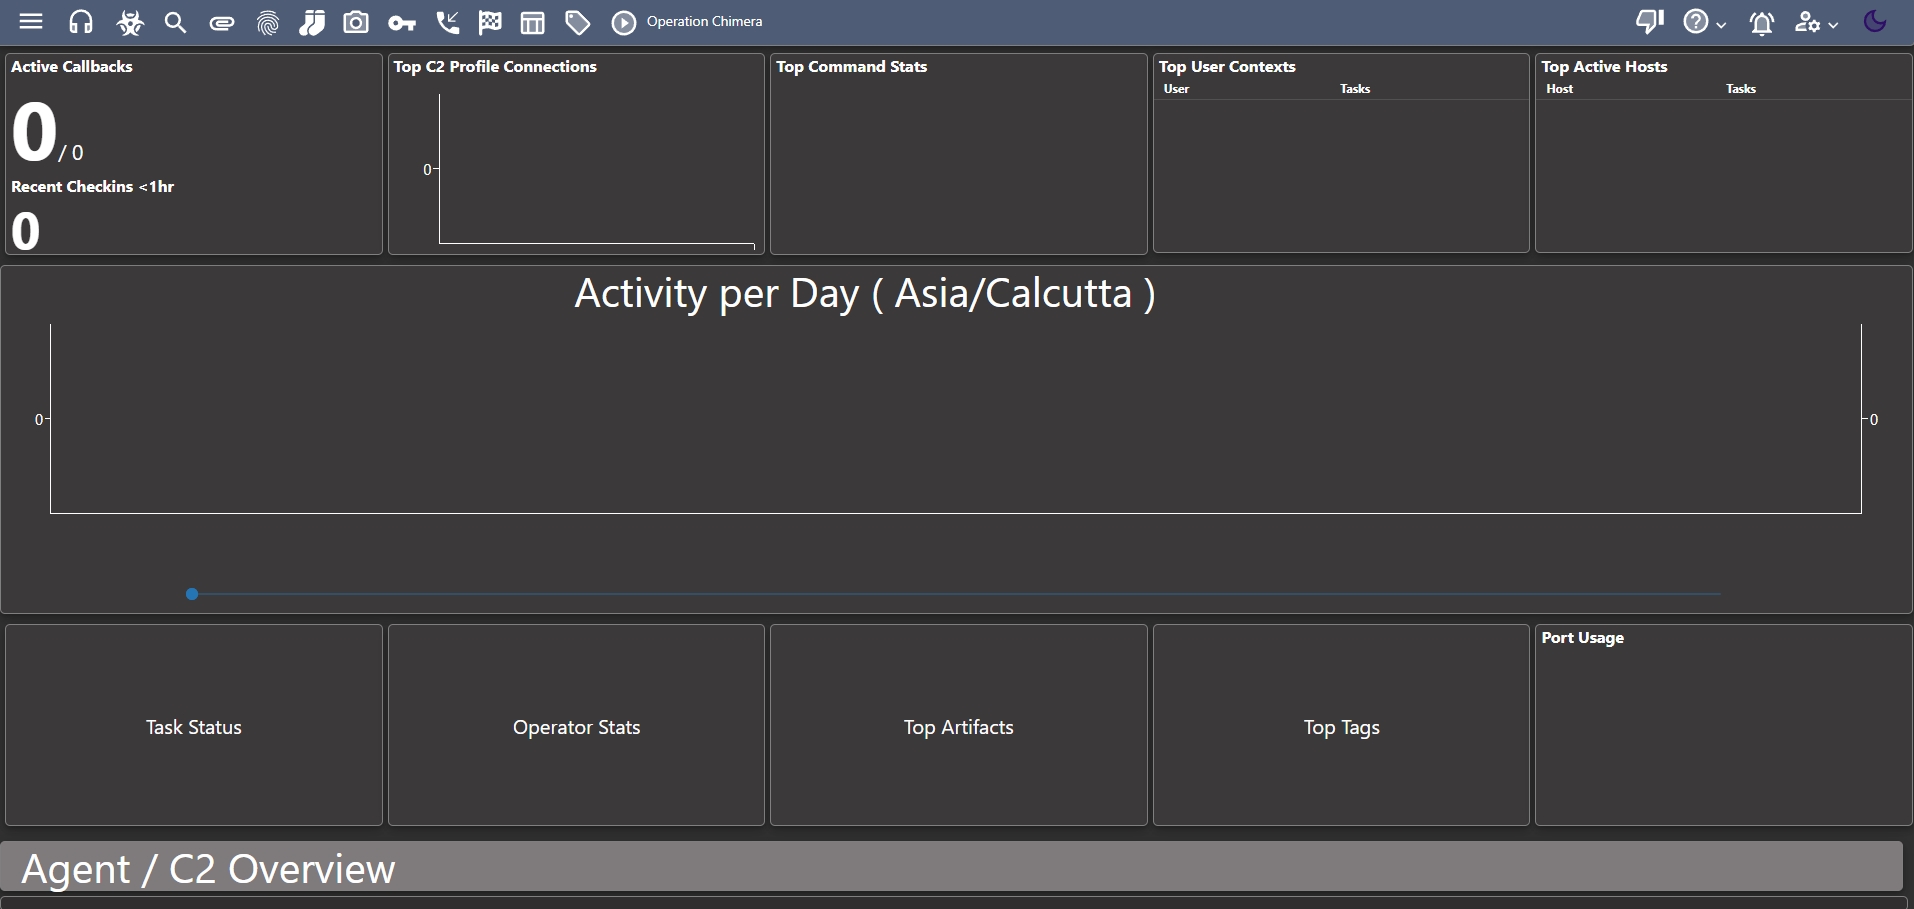 Operation Chimera
Active Callbacks
0 / 0
Recent Checkins <1hr
0
Top C2 Profile Connections
0
Top Command Stats
Top User Contexts
User Tasks
Top Active Hosts
Host Tasks
Activity per Day ( Asia/Calcutta )
0 0
Task Status
Operator Stats
Top Artifacts
Top Tags
Port Usage
Agent / C2 Overview